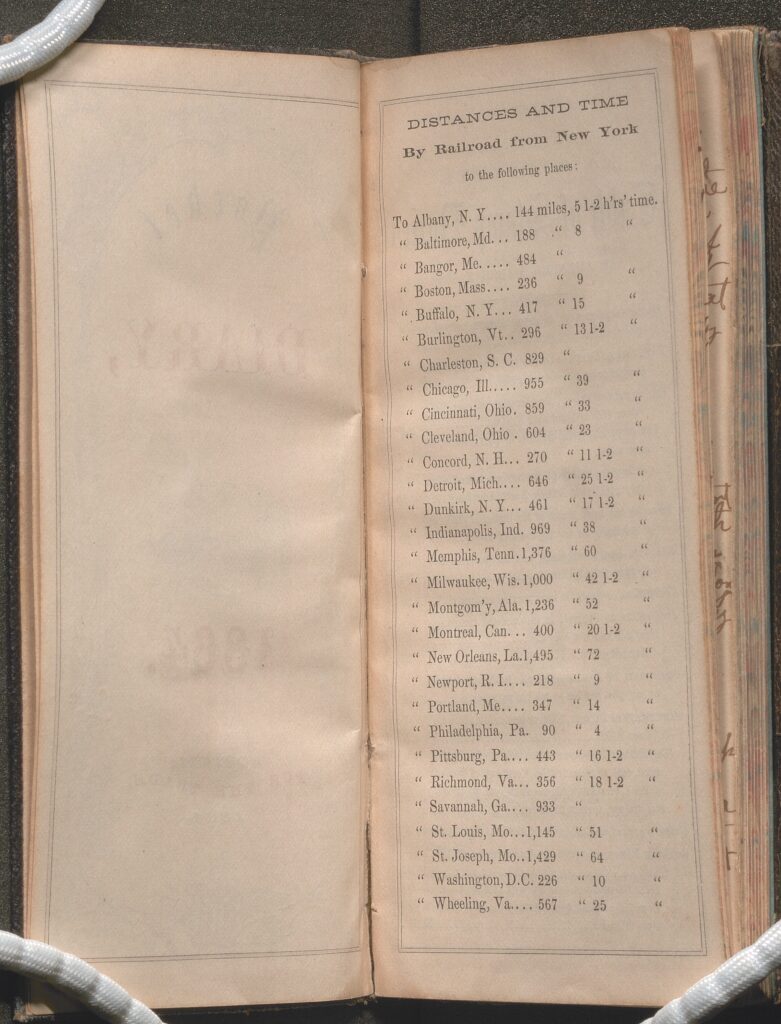 DISTANCES AND TIME
By Railroad from New York
to the following places:
To Albany, N. Y.... 144 miles, 5 1-2 h'rs' time.
“ Baltimore, Md... 188 “ 8 “
“ Bangor, Me..... 484 “
“ Boston, Mass.... 236 “ 9 “
“ Buffalo, N. Y... 417 “ 15 “
“ Burlington, Vt.. 296 “ 13 1-2 “
“ Charleston, S. C. 829 “
“ Chicago, Ill..... 955 “ 39 “
“ Cincinnati, Ohio. 859 “ 33 “
“ Cleveland, Ohio . 604 “ 23 “
“ Concord, N. H... 270 “ 11 1-2 “
“ Detroit, Mich.... 646 “ 25 1-2 “
“ Dunkirk, N. Y... 461 “ 17 1-2 “
“ Indianapolis, Ind. 969 “ 38 “
“ Memphis, Tenn. 1,376 “ 60 “
“ Milwaukee, Wis. 1,000 “ 42 1-2 “
“ Montgom'y, Ala. 1,236 “ 52 “
“ Montreal, Can... 400 “ 20 1-2 “
“ New Orleans, La. 1,495 “ 72 “
“ Newport, R. I.... 218 “ 9 “
“ Portland, Me.... 347 “ 14 “
“ Philadelphia, Pa. 90 “ 4 “
“ Pittsburg, Pa.... 443 “ 16 1-2 “
“ Richmond, Va... 356 “ 18 1-2 “
“ Savannah, Ga.... 933 “
“ St. Louis, Mo... 1,145 “ 51 “
“ St. Joseph, Mo.. 1,429 “ 64 “
“ Washington, D.C. 226 “ 10 “
“ Wheeling, Va.... 567 “ 25 “